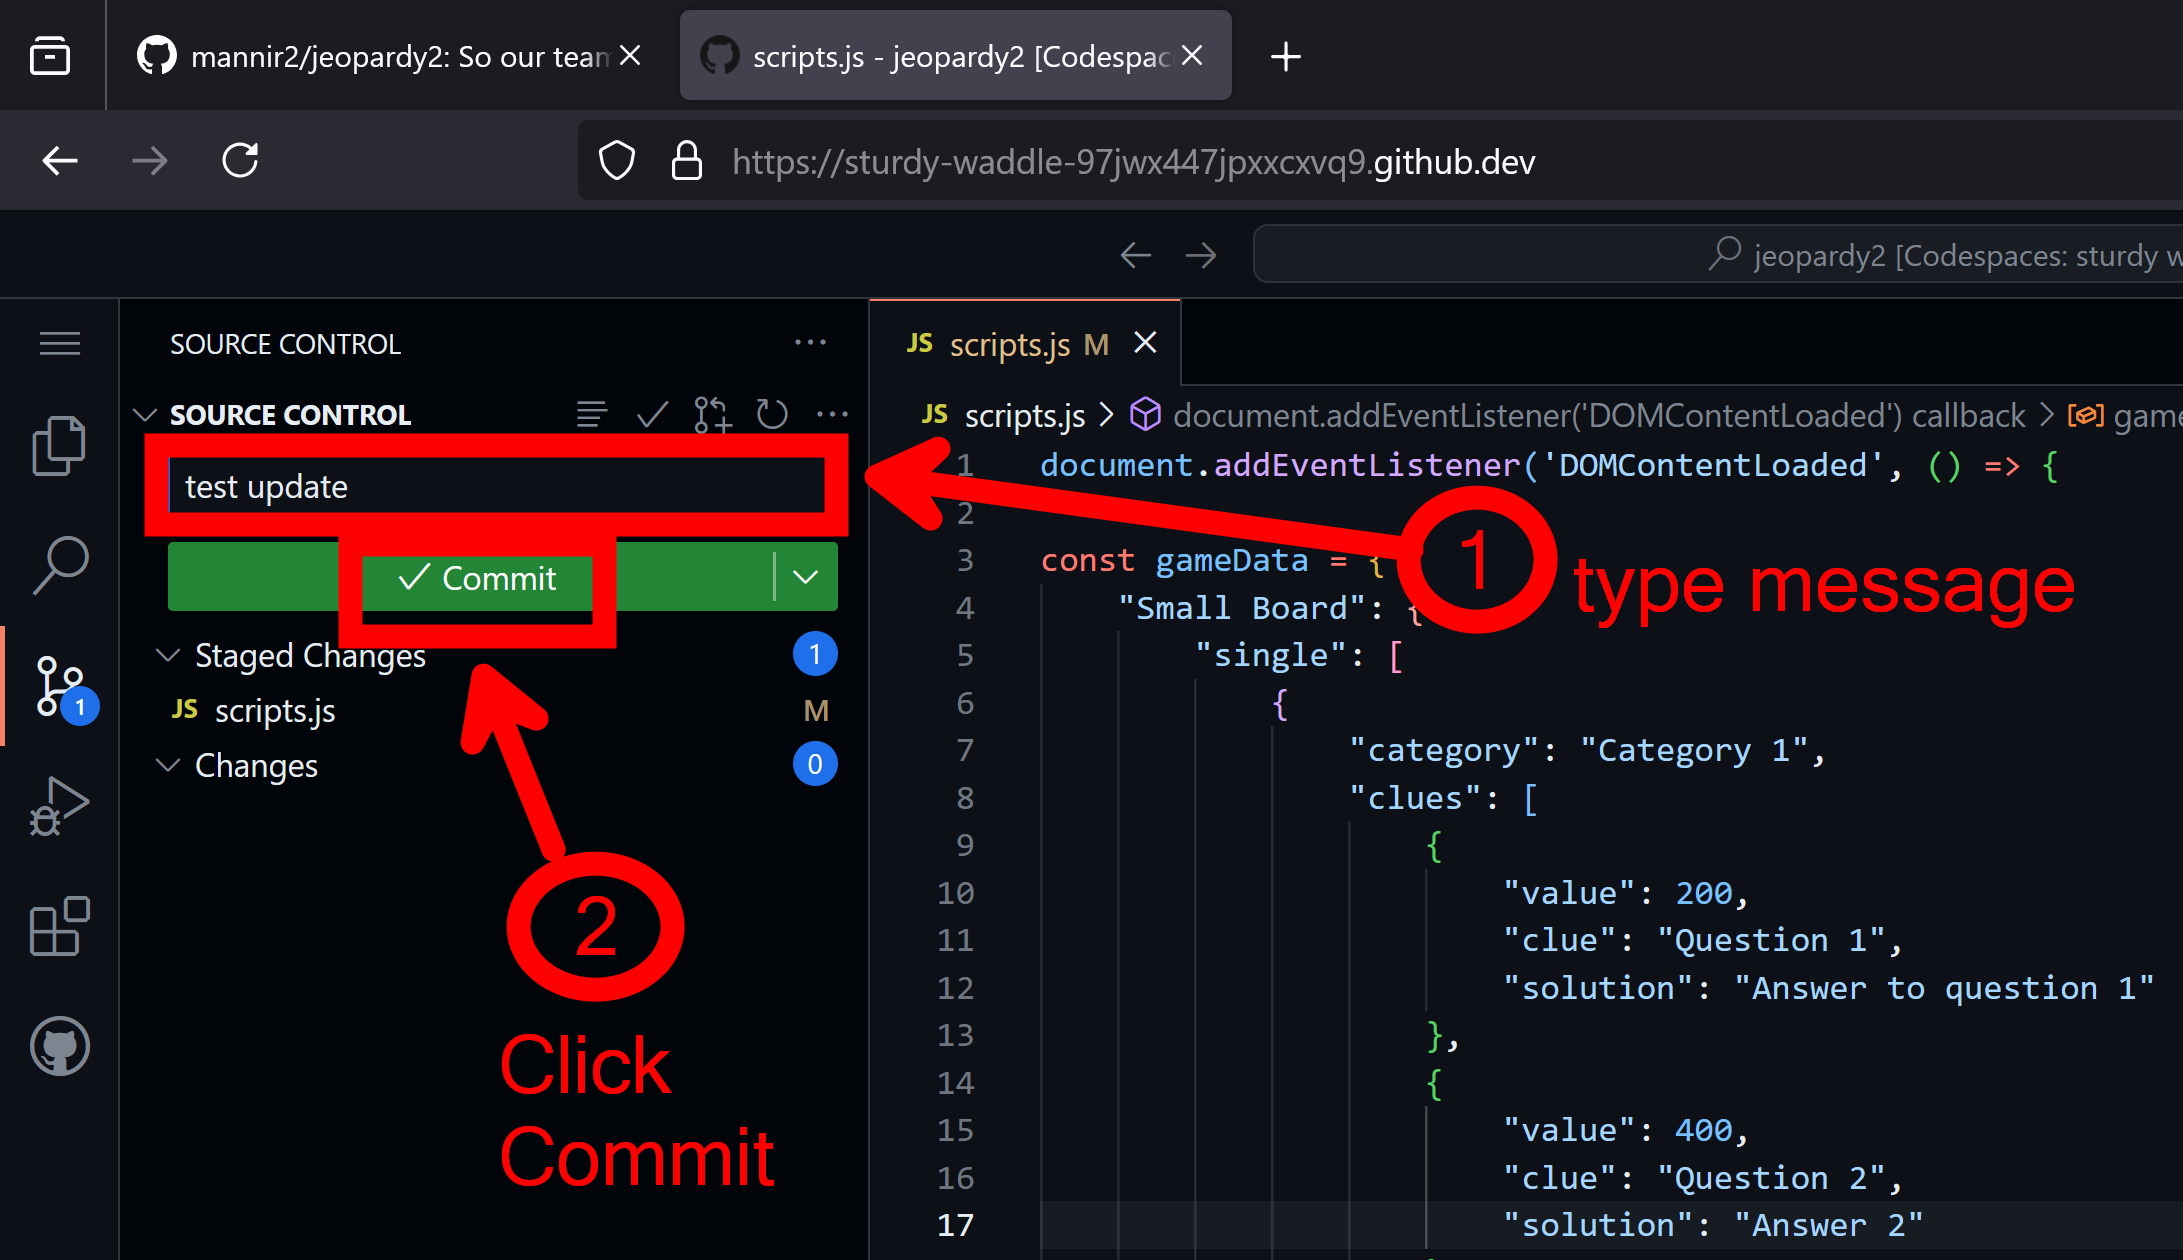 mannir2/jeopardy2: So our team
scripts.js - jeopardy2 [Codespac
https://sturdy-waddle-97jwx447jpxxcxvq9.github.dev
jeopardy2 [Codespaces: sturdy w
SOURCE CONTROL
SOURCE CONTROL
test update
Commit
Staged Changes 1
JS scripts.js M
Changes 0
1
JS scripts.js M
JS scripts.js > document.addEventListener('DOMContentLoaded') callback > game
1 document.addEventListener('DOMContentLoaded', () => {
2
3 const gameData = {
4 "Small Board": {
5 "single": [
6 {
7 "category": "Category 1",
8 "clues": [
9 {
10 "value": 200,
11 "clue": "Question 1",
12 "solution": "Answer to question 1"
13 },
14 {
15 "value": 400,
16 "clue": "Question 2",
17 "solution": "Answer 2"
1 type message
2
Click
Commit